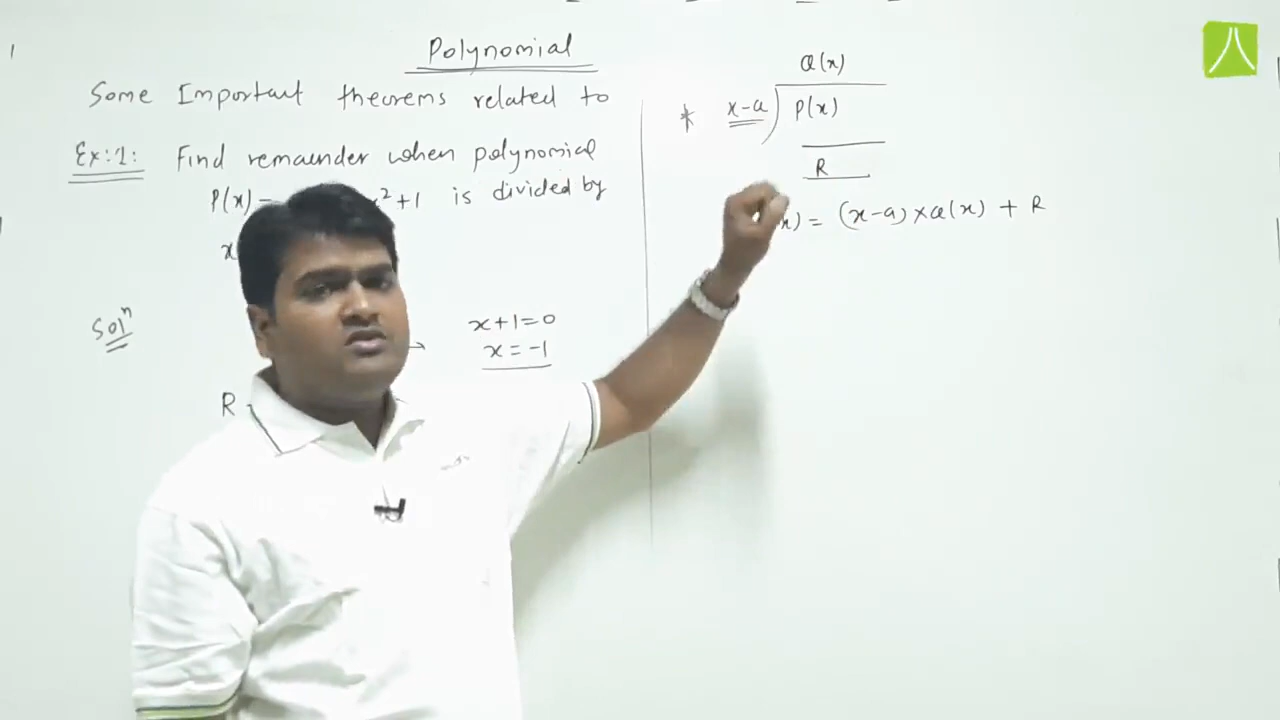 Polynomial
Some Important theorems related to
Ex:1: Find remainder when polynomial
P(x) = x²+1 is divided by
x
Solⁿ
x+1=0
x = -1
R
Q(x)
* x-a ) P(x)
R
x) = (x-a) × Q(x) + R